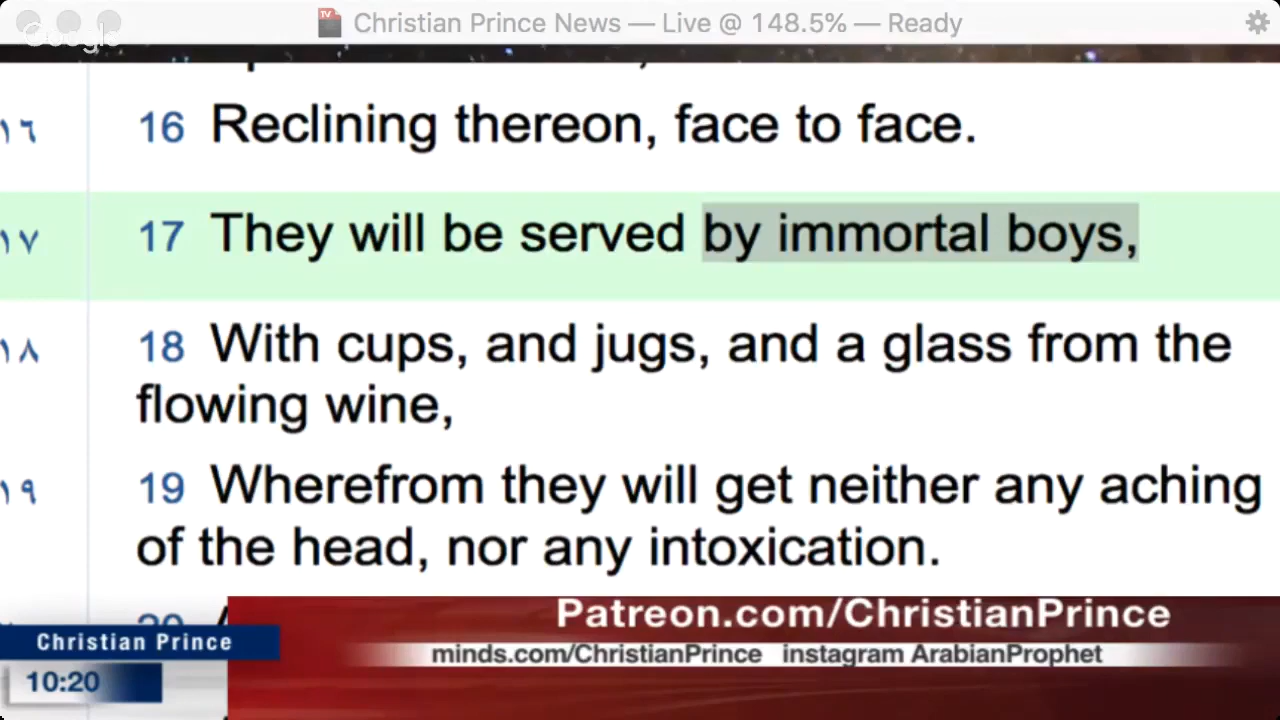 Christian Prince News — Live @ 148.5% — Ready
Google
١٦ 16 Reclining thereon, face to face.
١٧ 17 They will be served by immortal boys,
١٨ 18 With cups, and jugs, and a glass from the
flowing wine,
١٩ 19 Wherefrom they will get neither any aching
of the head, nor any intoxication.
20
Patreon.com/ChristianPrince
Christian Prince
minds.com/ChristianPrince instagram ArabianProphet
10:20